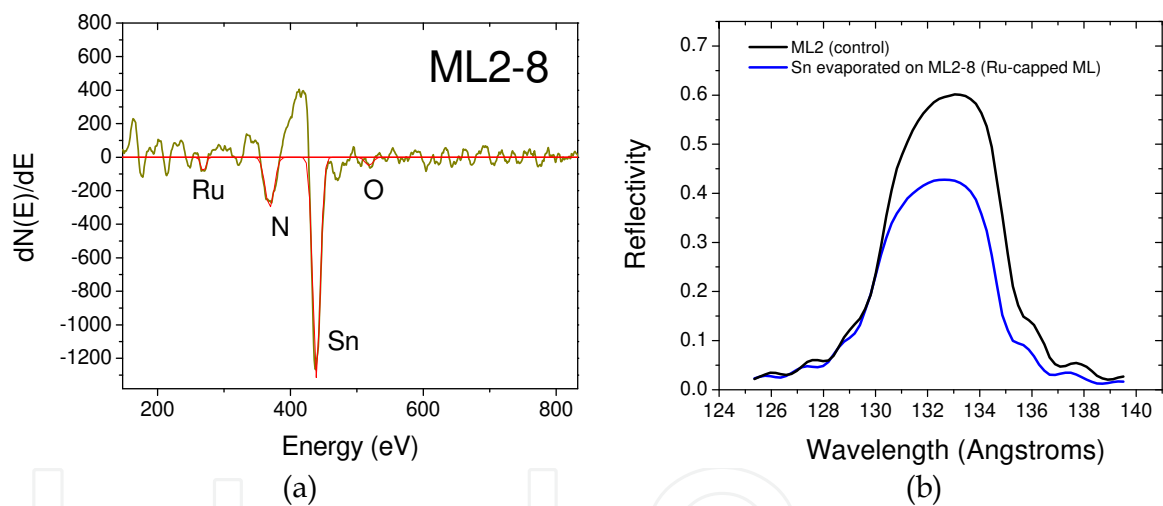 ML2-8
800
600
400
200
0
-200
-400
-600
-800
-1000
-1200
dN(E)/dE
Ru
N
Sn
O
200 400 600 800
Energy (eV)
(a)
ML2 (control)
Sn evaporated on ML2-8 (Ru-capped ML)
0.7
0.6
0.5
0.4
0.3
0.2
0.1
0.0
Reflectivity
124 126 128 130 132 134 136 138 140
Wavelength (Angstroms)
(b)